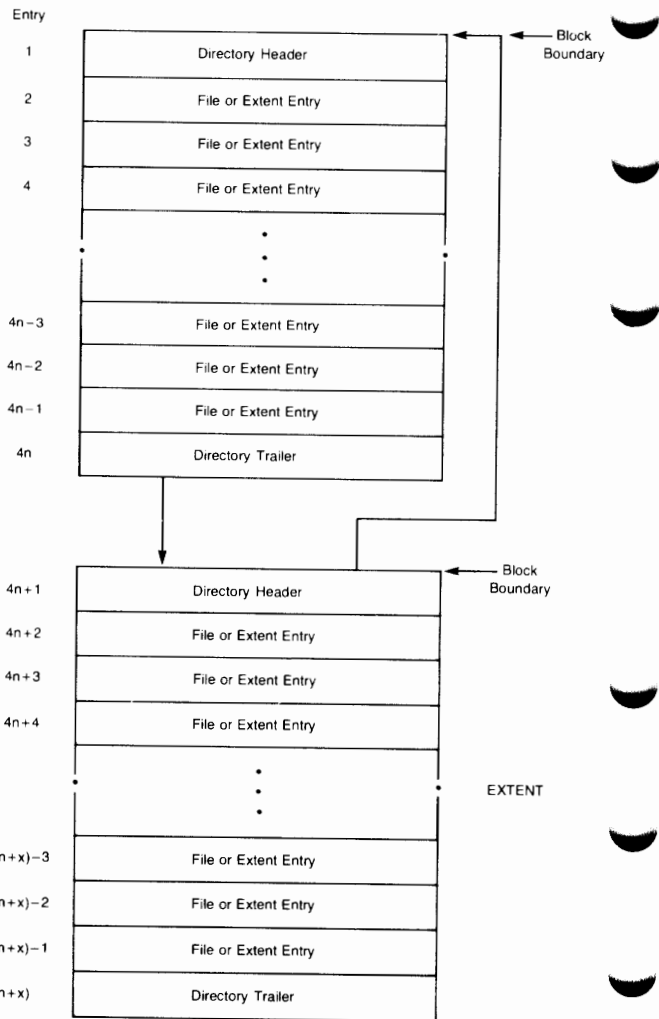 Entry
1 Directory Header Block Boundary
2 File or Extent Entry
3 File or Extent Entry
4 File or Extent Entry
4n-3 File or Extent Entry
4n-2 File or Extent Entry
4n-1 File or Extent Entry
4n Directory Trailer
4n+1 Directory Header Block Boundary
4n+2 File or Extent Entry
4n+3 File or Extent Entry
4n+4 File or Extent Entry
EXTENT
n+x)-3 File or Extent Entry
n+x)-2 File or Extent Entry
n+x)-1 File or Extent Entry
n+x) Directory Trailer